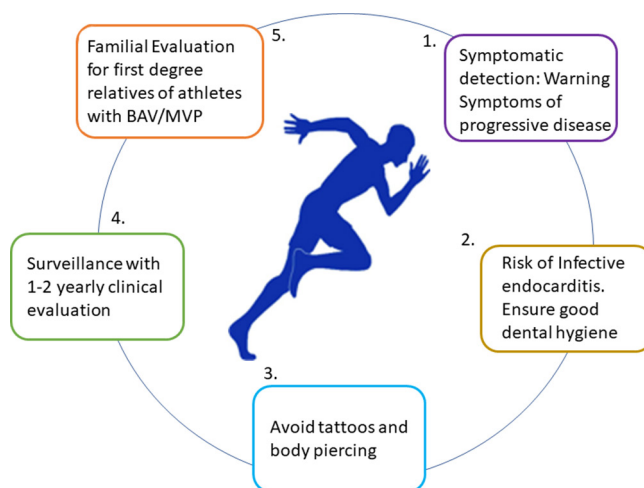 1.
Symptomatic
detection: Warning
Symptoms of
progressive disease
2.
Risk of Infective
endocarditis.
Ensure good
dental hygiene
3.
Avoid tattoos and
body piercing
4.
Surveillance with
1-2 yearly clinical
evaluation
5.
Familial Evaluation
for first degree
relatives of athletes
with BAV/MVP